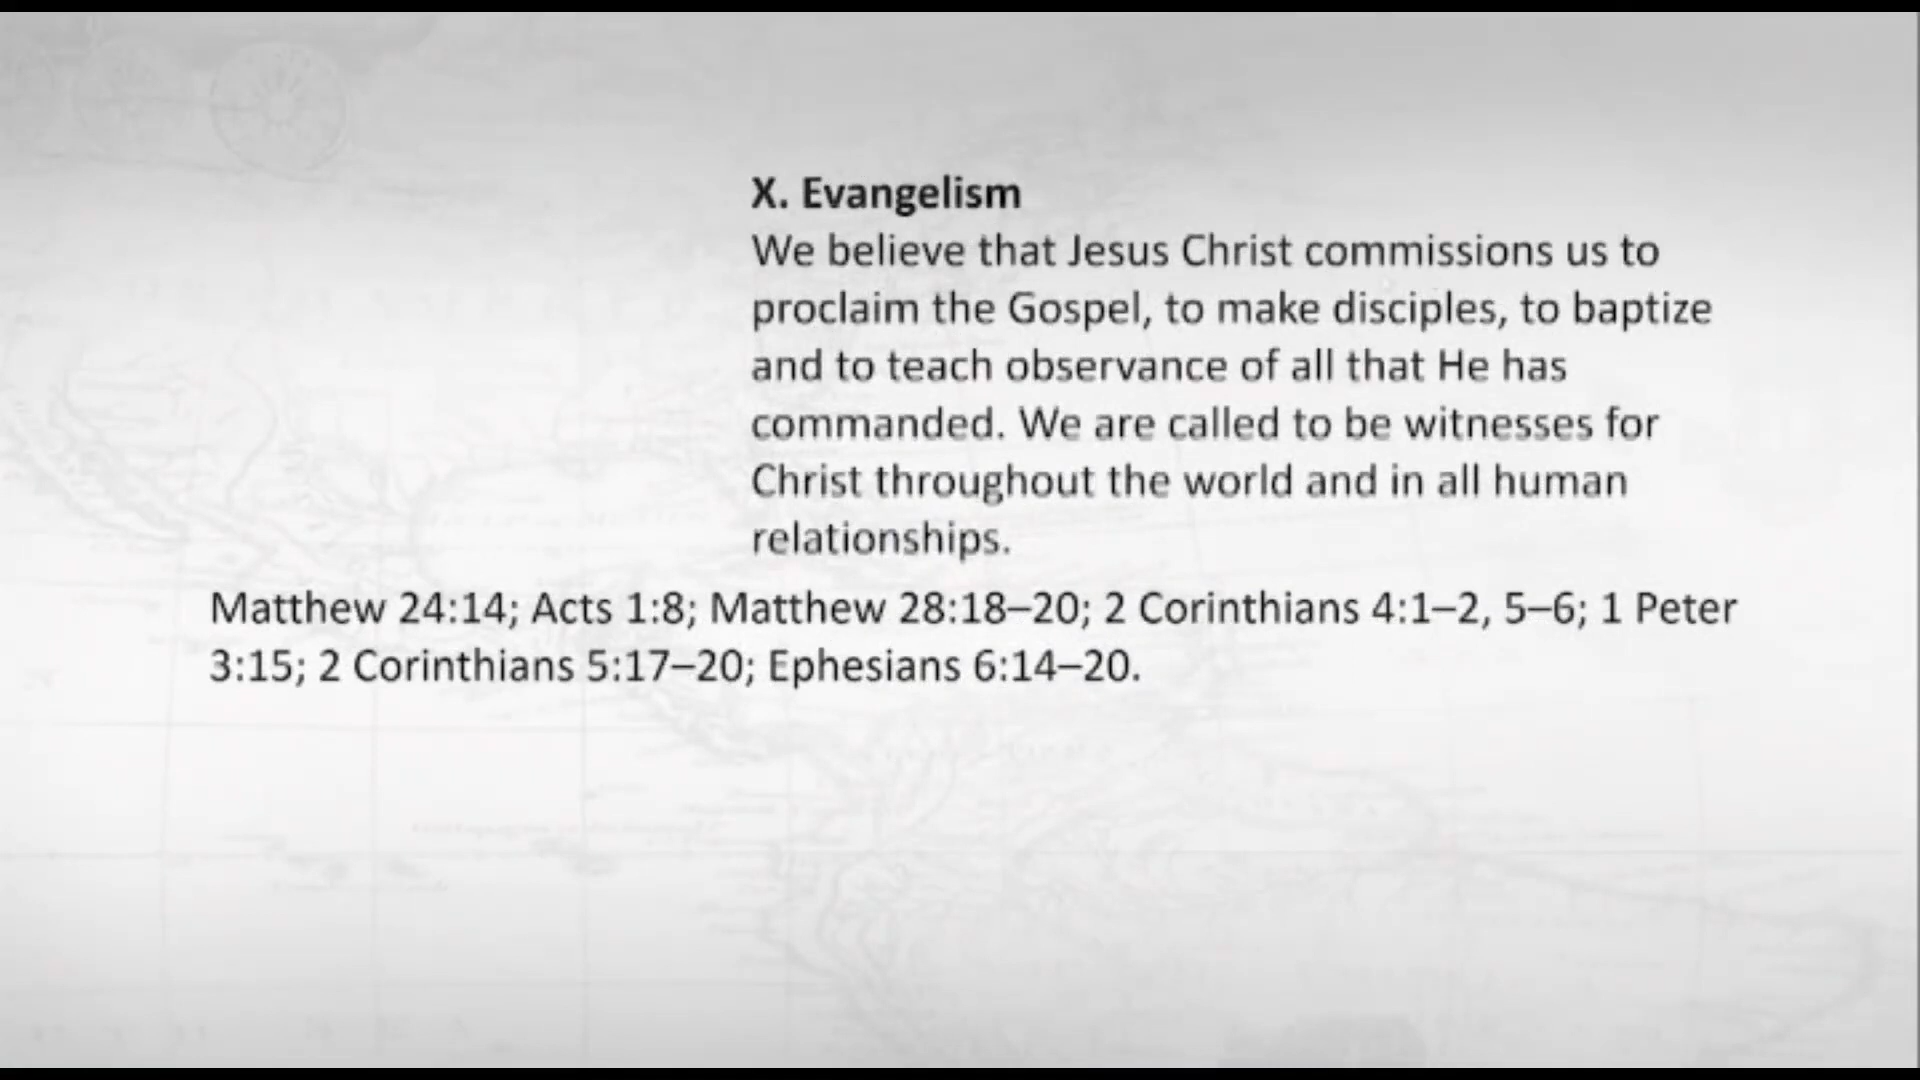 X. Evangelism
We believe that Jesus Christ commissions us to
proclaim the Gospel, to make disciples, to baptize
and to teach observance of all that He has
commanded. We are called to be witnesses for
Christ throughout the world and in all human
relationships.
Matthew 24:14; Acts 1:8; Matthew 28:18–20; 2 Corinthians 4:1–2, 5–6; 1 Peter
3:15; 2 Corinthians 5:17–20; Ephesians 6:14–20.